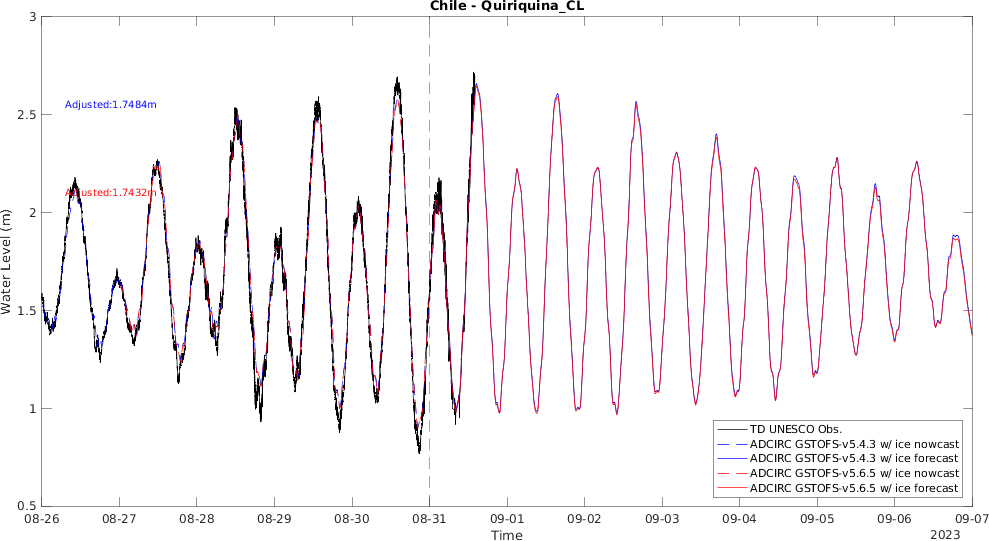 Chile - Quiriquina_CL
3
2.5
2
1.5
1
0.5
Water Level (m)
Adjusted:1.7484m
Adjusted:1.7432m
TD UNESCO Obs.
ADCIRC GSTOFS-v5.4.3 w/ ice nowcast
ADCIRC GSTOFS-v5.4.3 w/ ice forecast
ADCIRC GSTOFS-v5.6.5 w/ ice nowcast
ADCIRC GSTOFS-v5.6.5 w/ ice forecast
08-26 08-27 08-28 08-29 08-30 08-31 09-01 09-02 09-03 09-04 09-05 09-06 09-07
Time
2023